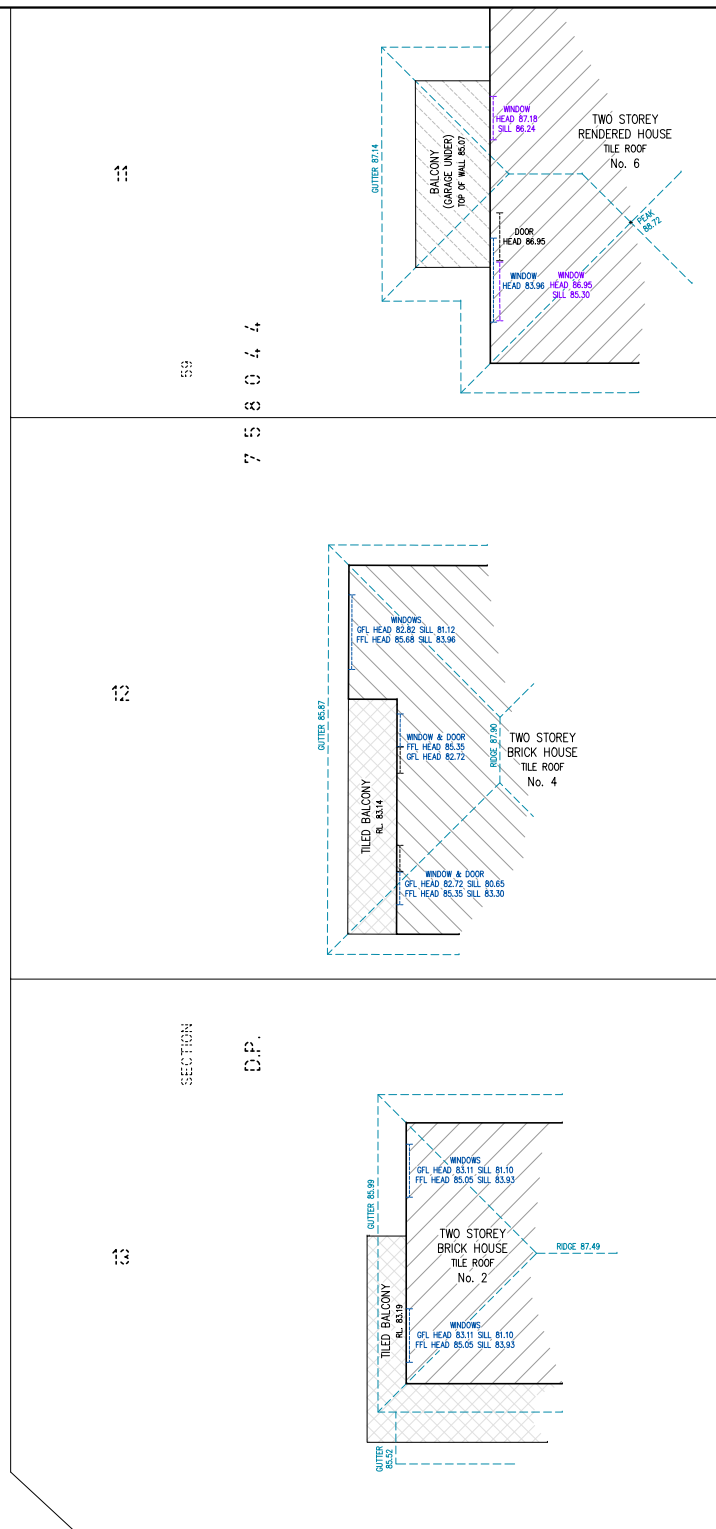 11
59
7 5 8 0 4 4
GUTTER 87.14
BALCONY
(GARAGE UNDER)
TOP OF WALL 85.07
WINDOW
HEAD 87.18
SILL 86.24
TWO STOREY
RENDERED HOUSE
TILE ROOF
No. 6
PEAK
88.72
DOOR
HEAD 86.95
WINDOW
HEAD 83.96
WINDOW
HEAD 86.95
SILL 85.30
12
GUTTER 85.87
WINDOWS
GFL HEAD 82.82 SILL 81.12
FFL HEAD 85.68 SILL 83.96
WINDOW & DOOR
FFL HEAD 85.35
GFL HEAD 82.72
RIDGE 87.90
TWO STOREY
BRICK HOUSE
TILE ROOF
No. 4
TILED BALCONY
RL. 83.14
WINDOW & DOOR
GFL HEAD 82.72 SILL 80.65
FFL HEAD 85.35 SILL 83.30
SECTION
D.P.
13
GUTTER 85.99
WINDOWS
GFL HEAD 83.11 SILL 81.10
FFL HEAD 85.05 SILL 83.93
TWO STOREY
BRICK HOUSE
TILE ROOF
No. 2
RIDGE 87.49
TILED BALCONY
RL. 83.19
WINDOWS
GFL HEAD 83.11 SILL 81.10
FFL HEAD 85.05 SILL 83.93
GUTTER
85.52